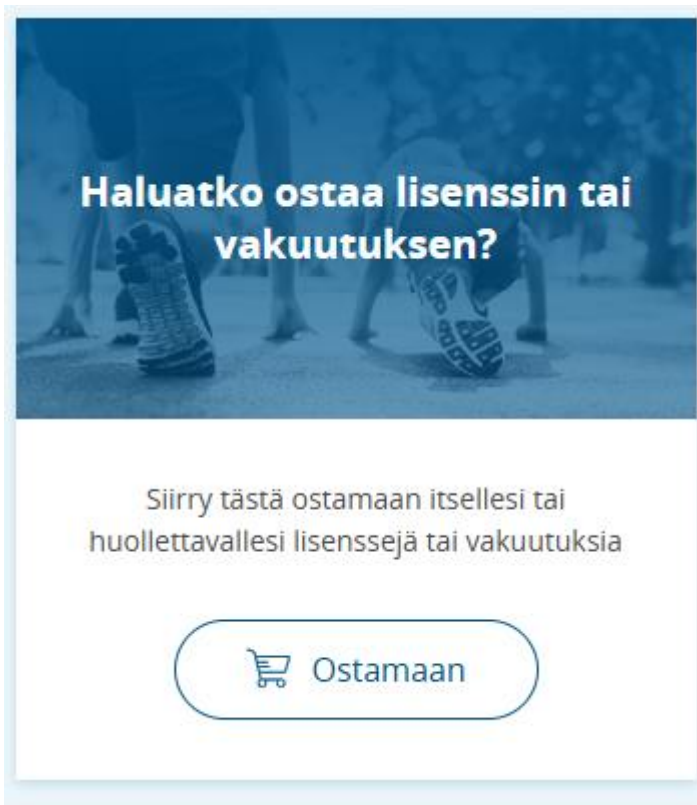 Haluatko ostaa lisenssin tai
vakuutuksen?
Siirry tästä ostamaan itsellesi tai
huollettavallesi lisenssejä tai vakuutuksia
Ostamaan